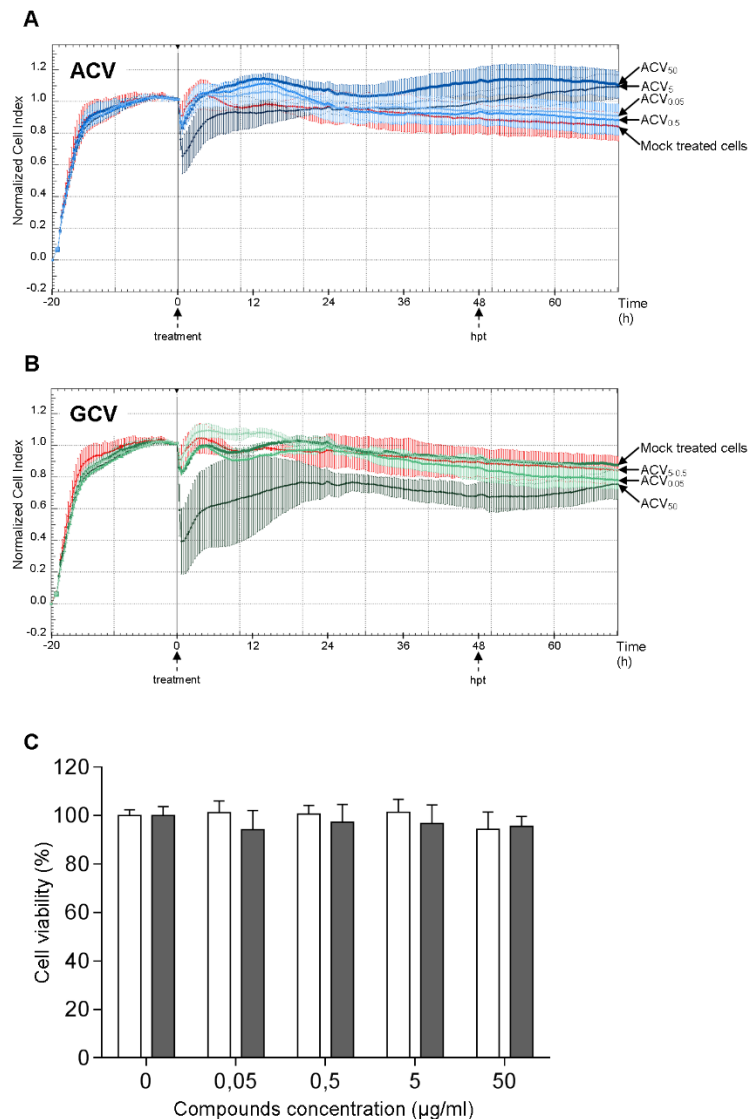 A
ACV
Normalized Cell Index
1.2
1.0
0.8
0.6
0.4
0.2
0.0
-0.2
-20
0
12
24
36
48
60
Time
(h)
treatment
hpt
ACV50
ACV5
ACV0.05
ACV0.5
Mock treated cells
B
GCV
Normalized Cell Index
1.2
1.0
0.8
0.6
0.4
0.2
0.0
-0.2
-20
0
12
24
36
48
60
Time
(h)
treatment
hpt
Mock treated cells
ACV5-0.5
ACV0.05
ACV50
C
Cell viability (%)
120
100
80
60
40
20
0
0
0,05
0,5
5
50
Compounds concentration (µg/ml)